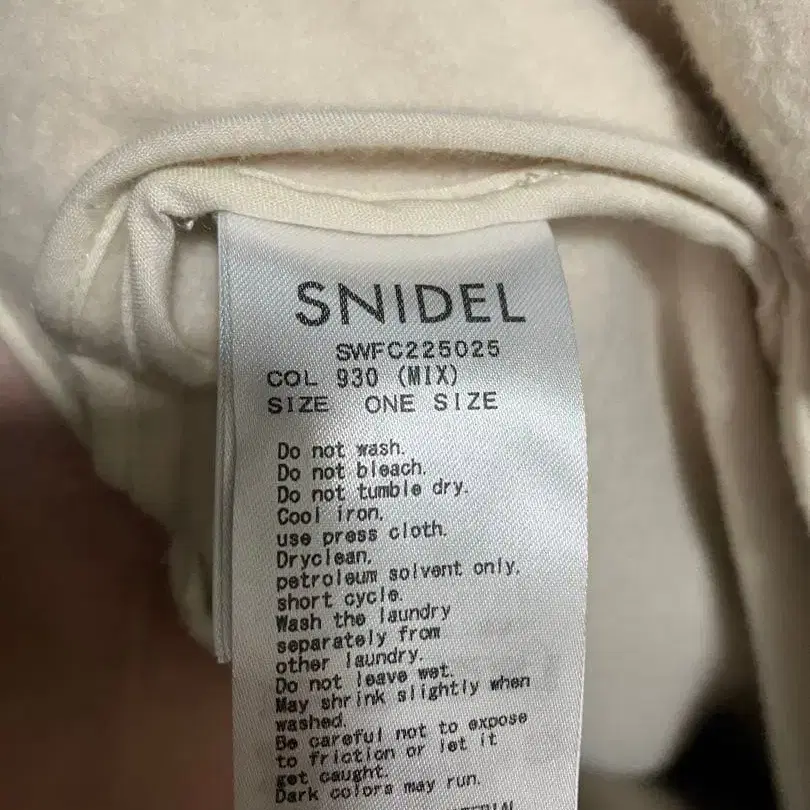 SNIDEL
SWFC225025
COL 930 (MIX)
SIZE ONE SIZE
Do not wash.
Do not bleach.
Do not tumble dry.
Cool iron,
use press cloth.
Dryclean,
petroleum solvent only,
short cycle.
Wash the laundry
separately from
other laundry.
Do not leave wet.
May shrink slightly when
washed.
Be careful not to expose
to friction or let it
get caught.
Dark colors may run.